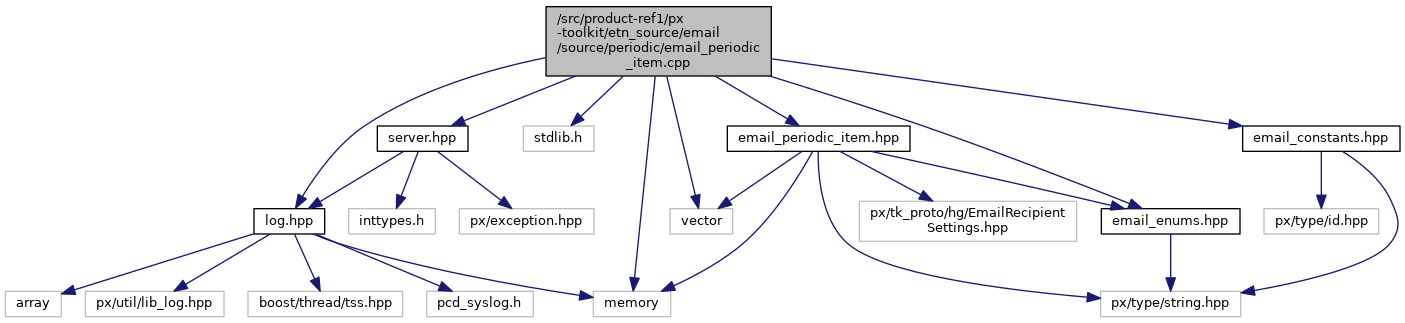 /src/product-ref1/px
-toolkit/etn_source/email
/source/periodic/email_periodic
_item.cpp
server.hpp
stdlib.h
email_periodic_item.hpp
email_constants.hpp
log.hpp
inttypes.h
px/exception.hpp
vector
px/tk_proto/hg/EmailRecipient
Settings.hpp
email_enums.hpp
px/type/id.hpp
array
px/util/lib_log.hpp
boost/thread/tss.hpp
pcd_syslog.h
memory
px/type/string.hpp